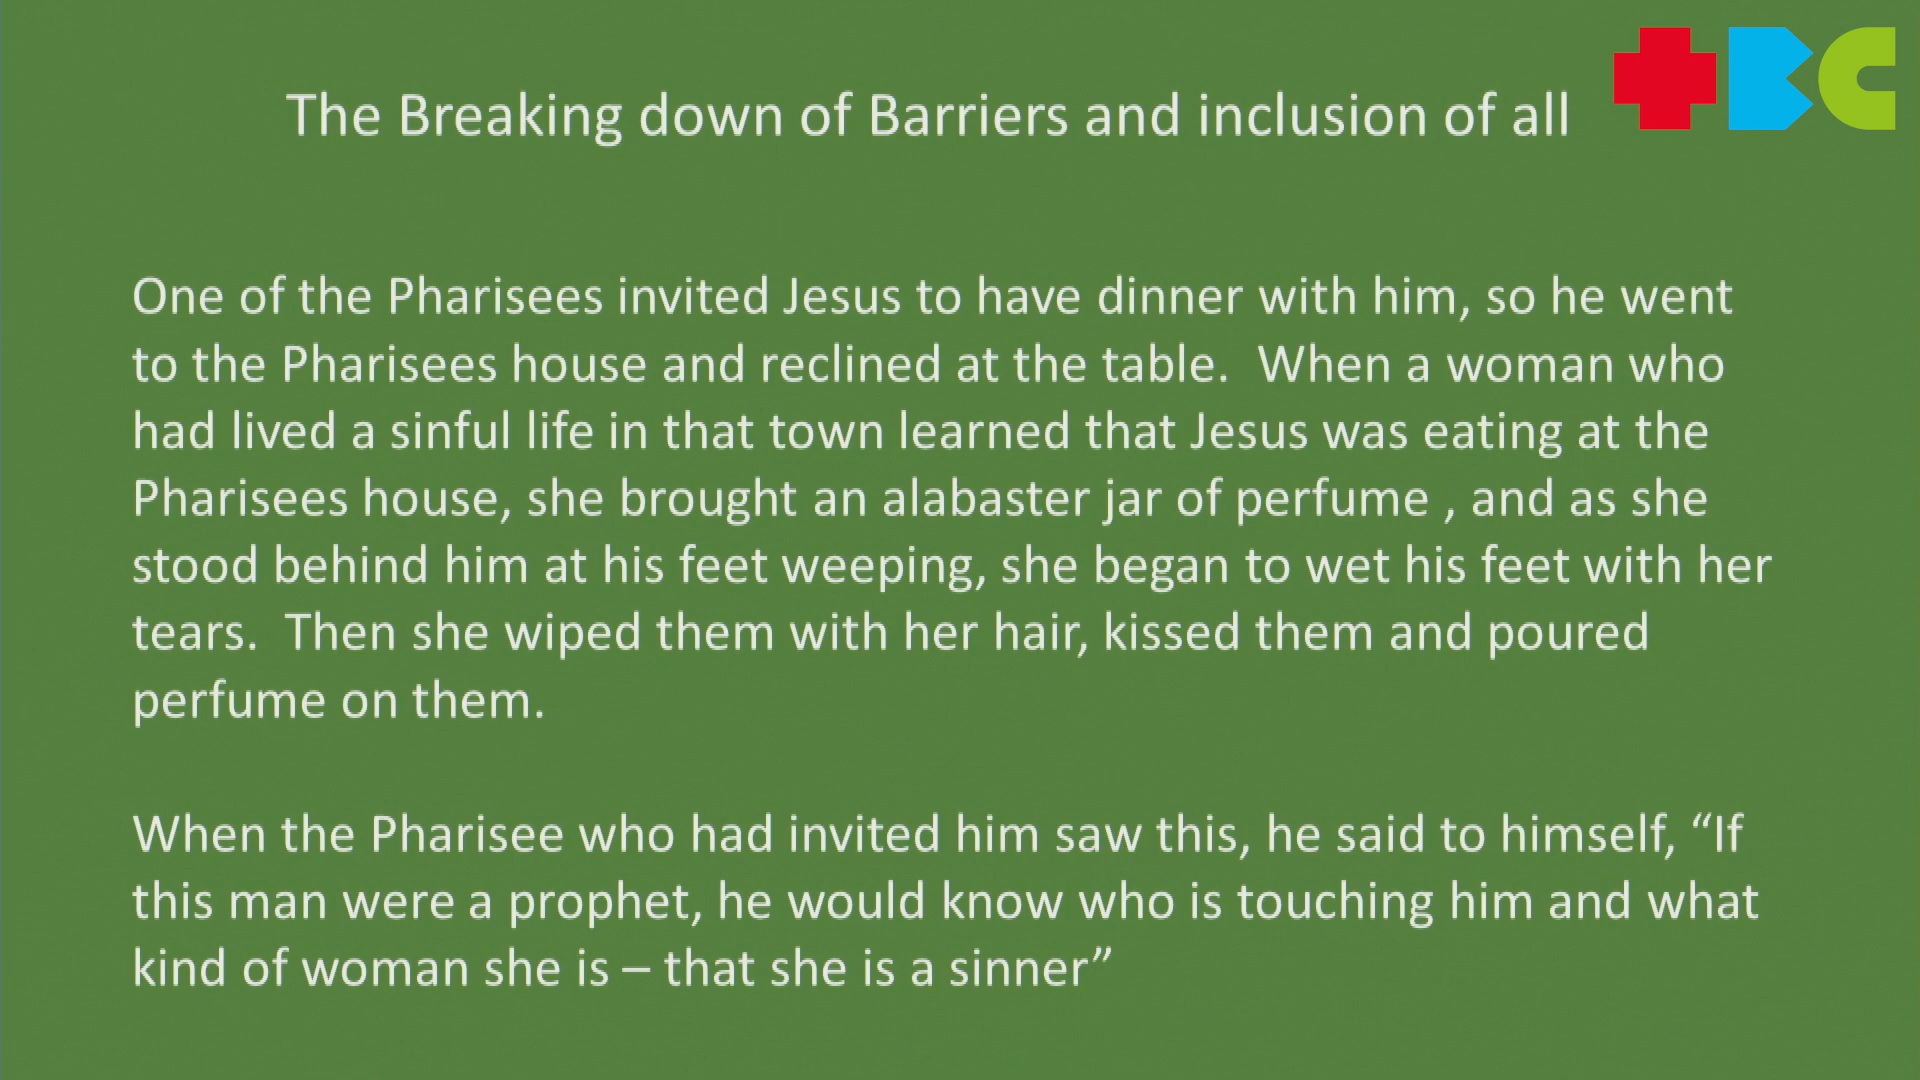 The Breaking down of Barriers and inclusion of all
BC
One of the Pharisees invited Jesus to have dinner with him, so he went
to the Pharisees house and reclined at the table.  When a woman who
had lived a sinful life in that town learned that Jesus was eating at the
Pharisees house, she brought an alabaster jar of perfume , and as she
stood behind him at his feet weeping, she began to wet his feet with her
tears.  Then she wiped them with her hair, kissed them and poured
perfume on them.
When the Pharisee who had invited him saw this, he said to himself, “If
this man were a prophet, he would know who is touching him and what
kind of woman she is – that she is a sinner”